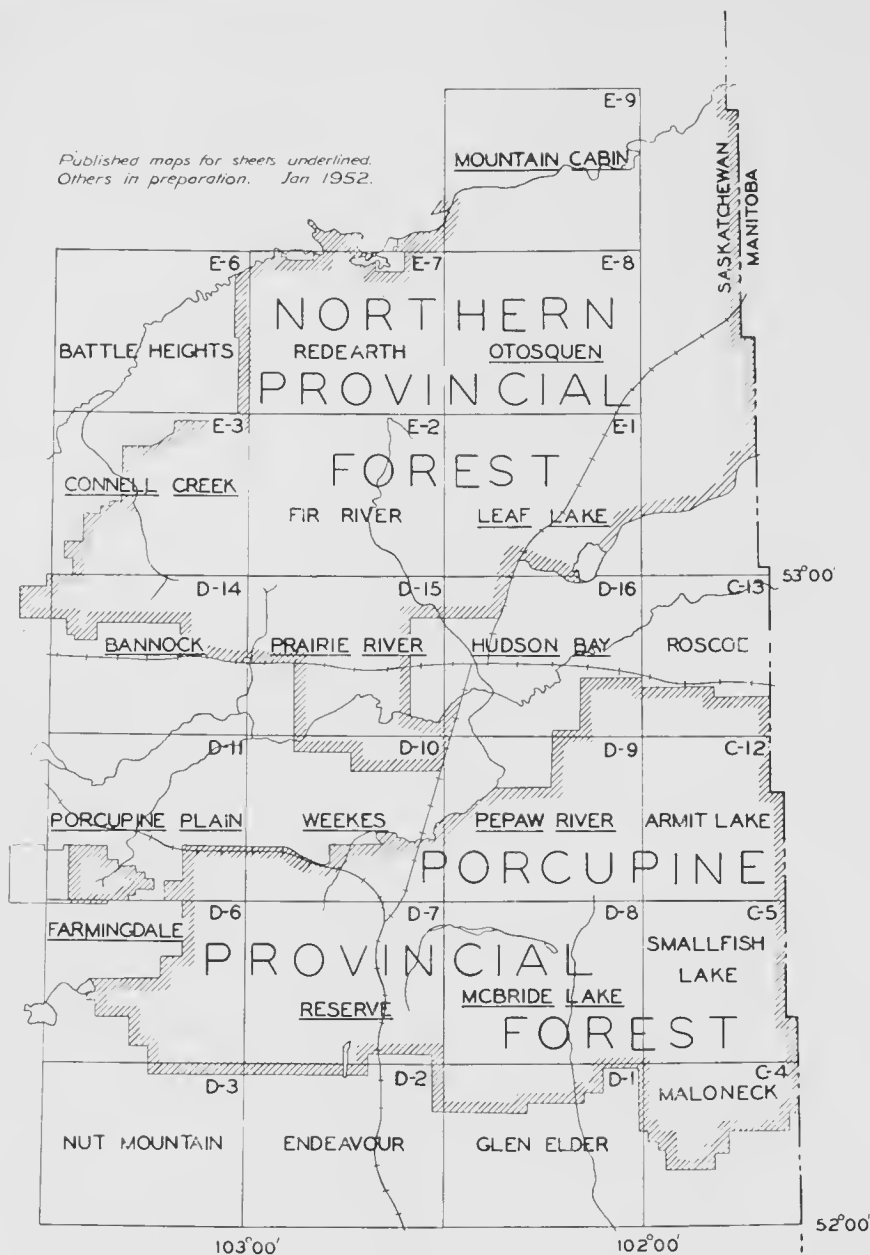 E-9
Published maps for sheets underlined.
Others in preparation. Jan 1952.
MOUNTAIN CABIN
SASKATCHEWAN
MANITOBA
E-6
E-7
E-8
NORTHERN
BATTLE HEIGHTS
REDEARTH
OTOSQUEN
PROVINCIAL
E-3
E-2
E-1
FOREST
CONNELL CREEK
FIR RIVER
LEAF LAKE
53°00'
D-14
D-15
D-16
C-13
BANNOCK
PRAIRIE RIVER
HUDSON BAY
ROSCOE
D-11
D-10
D-9
C-12
PORCUPINE PLAIN
WEEKES
PEPAW RIVER
ARMIT LAKE
PORCUPINE
D-6
D-7
D-8
C-5
FARMINGDALE
SMALLFISH
LAKE
PROVINCIAL
RESERVE
MCBRIDE LAKE
FOREST
D-3
D-2
D-1
C-4
MALONECK
NUT MOUNTAIN
ENDEAVOUR
GLEN ELDER
52°00'
103°00'
102°00'